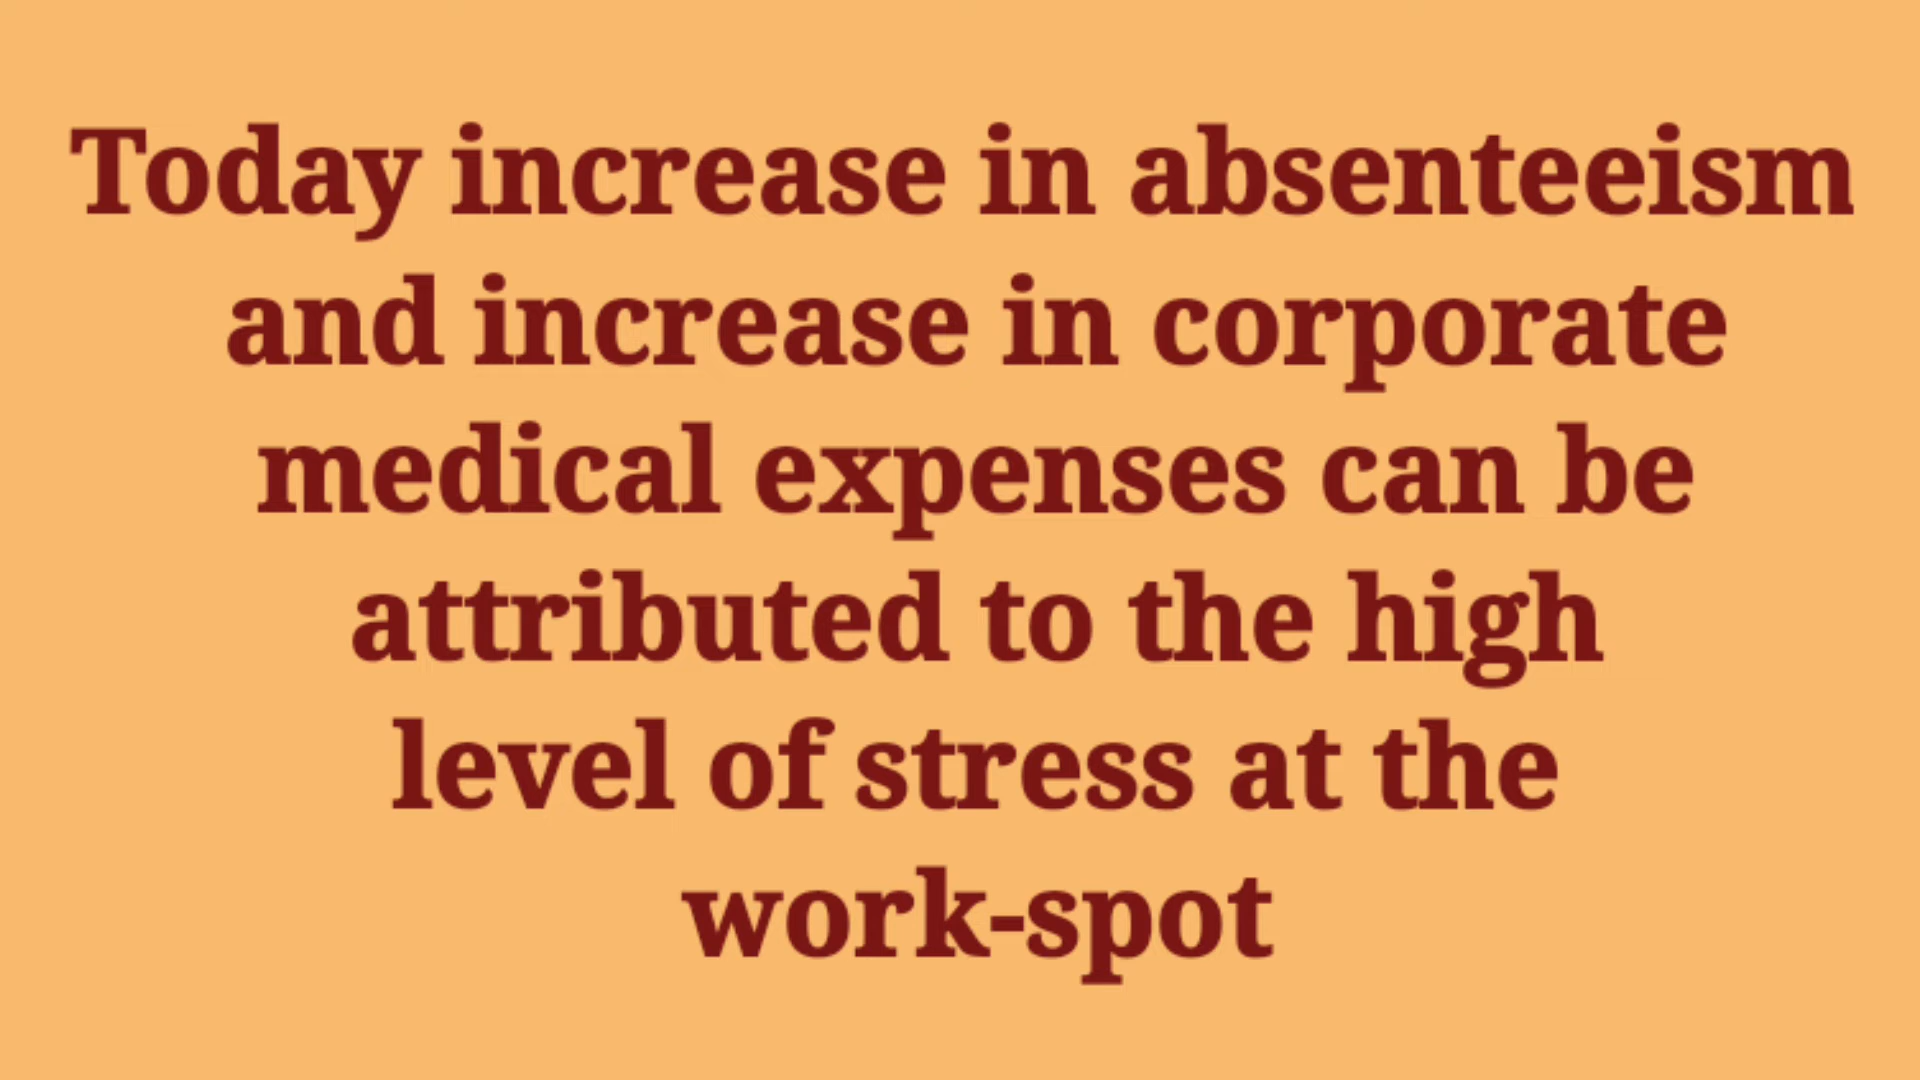 Today increase in absenteeism
and increase in corporate
medical expenses can be
attributed to the high
level of stress at the
work-spot